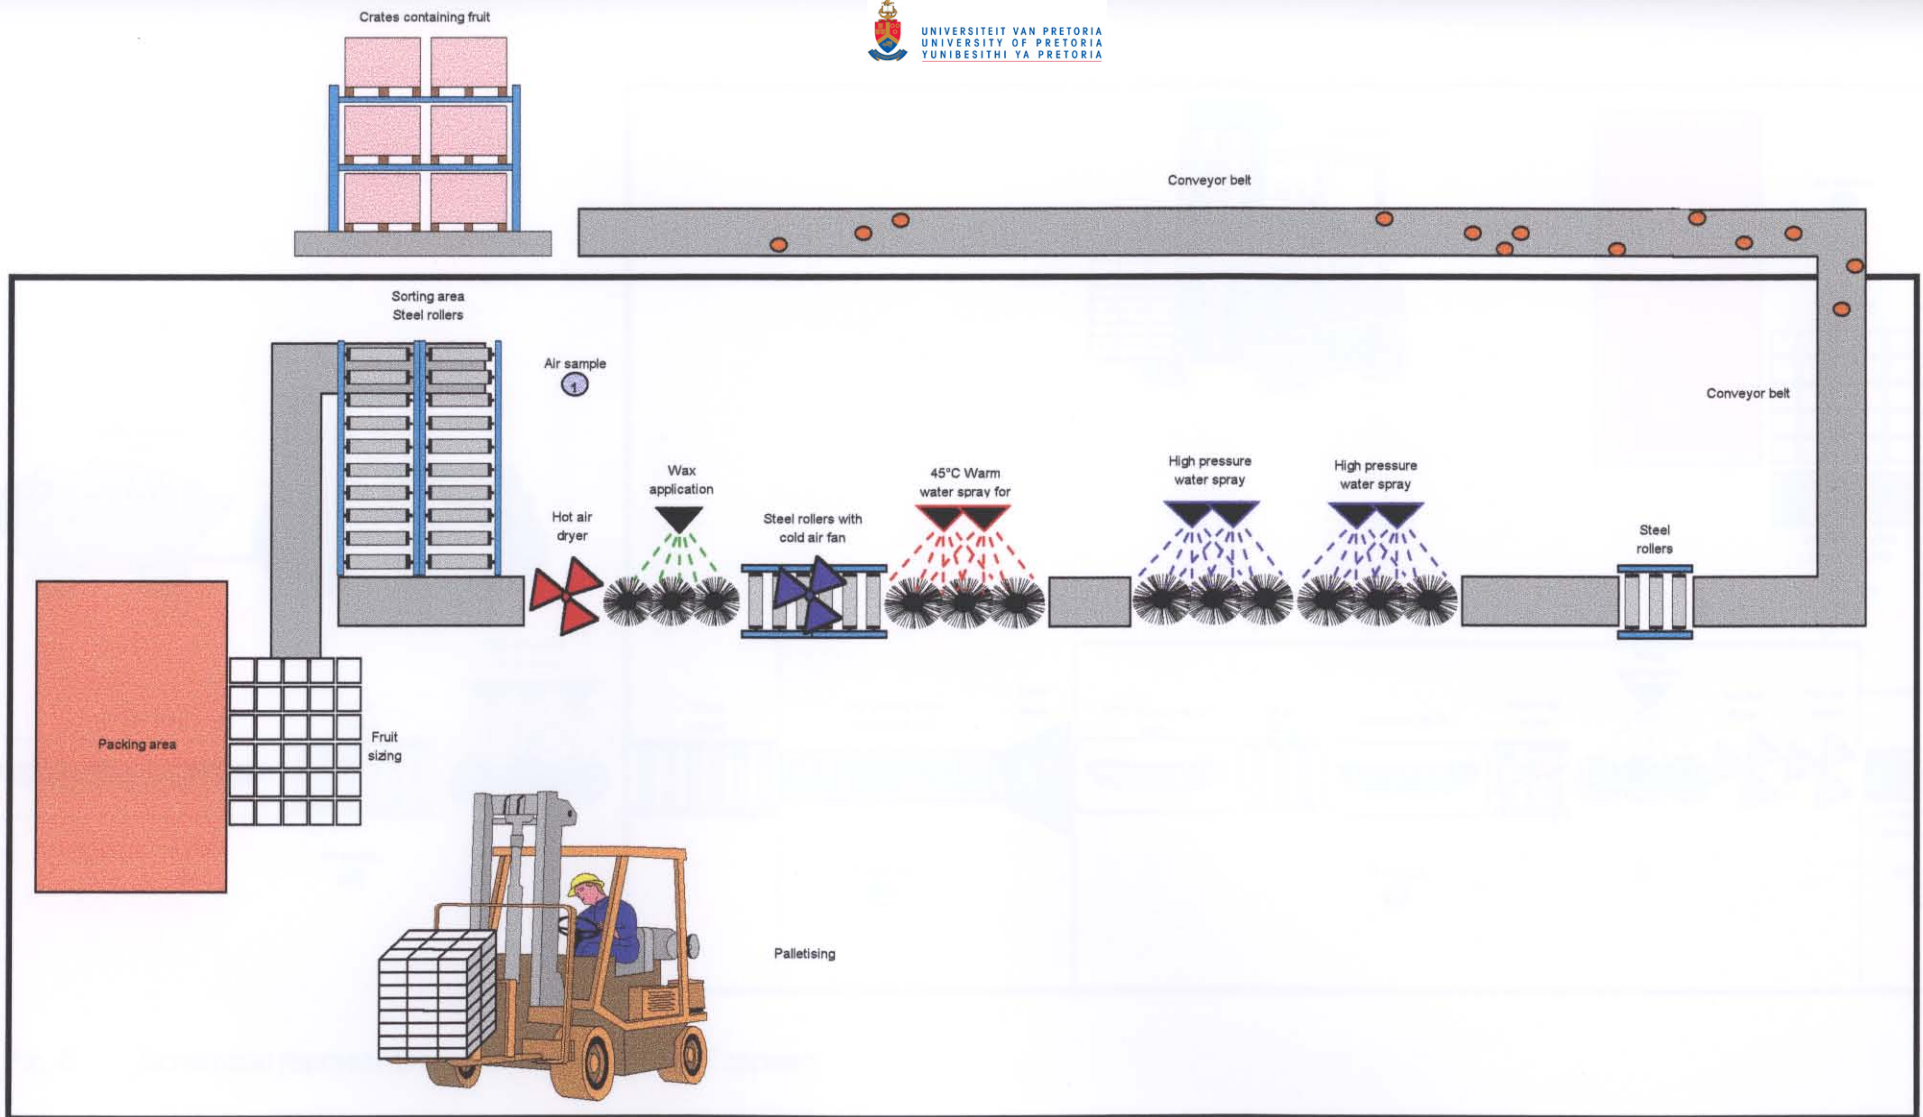 Crates containing fruit
UNIVERSITEIT VAN PRETORIA
UNIVERSITY OF PRETORIA
YUNIBESITHI YA PRETORIA
Conveyor belt
Sorting area
Steel rollers
Air sample
1
Conveyor belt
Wax
application
45°C Warm
water spray for
High pressure
water spray
High pressure
water spray
Hot air
dryer
Steel rollers with
cold air fan
Steel
rollers
Packing area
Fruit
sizing
Palletising